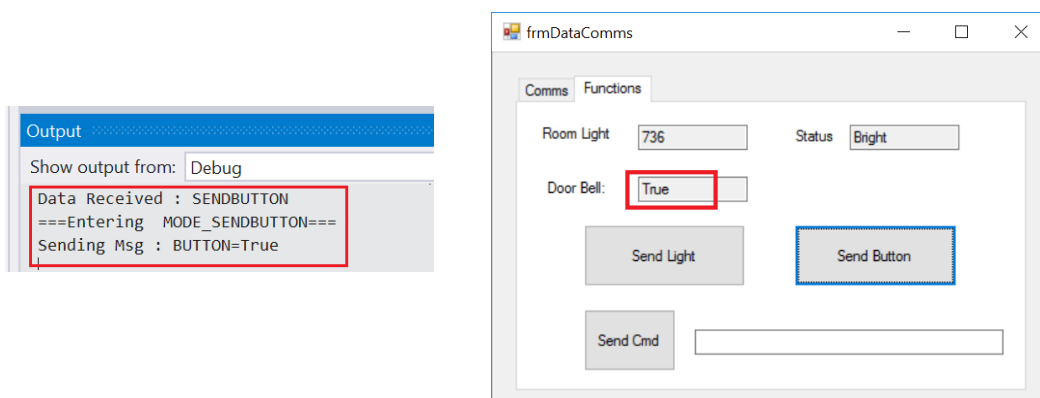 Output
Show output from: Debug
Data Received : SENDBUTTON
===Entering  MODE_SENDBUTTON===
Sending Msg : BUTTON=True
frmDataComms
Comms Functions
Room Light 736 Status Bright
Door Bell: True
Send Light Send Button
Send Cmd